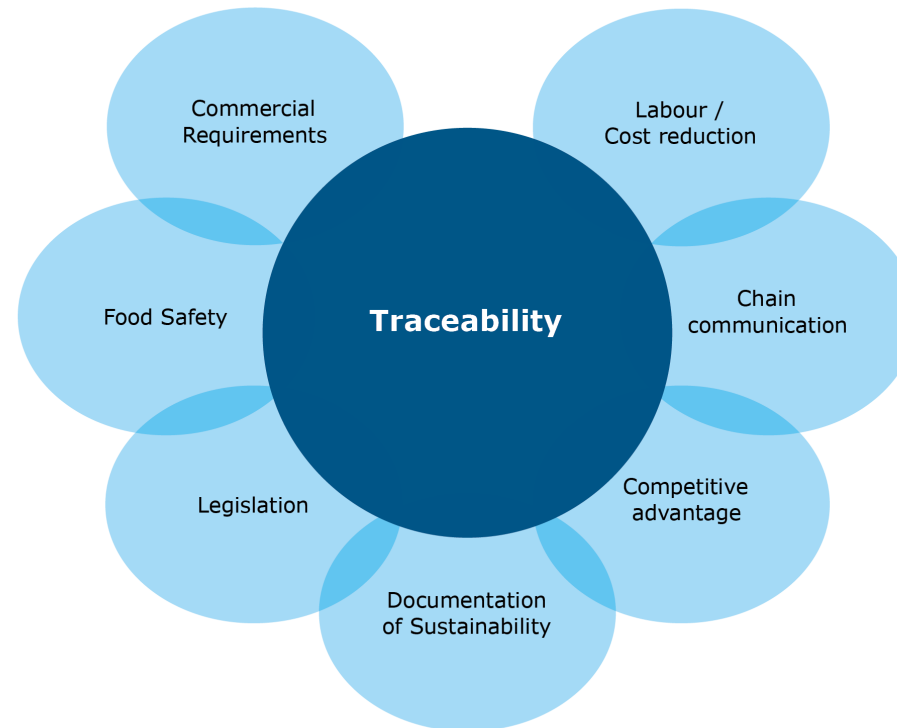 Commercial
Requirements
Labour /
Cost reduction
Food Safety
Traceability
Chain
communication
Legislation
Competitive
advantage
Documentation
of Sustainability